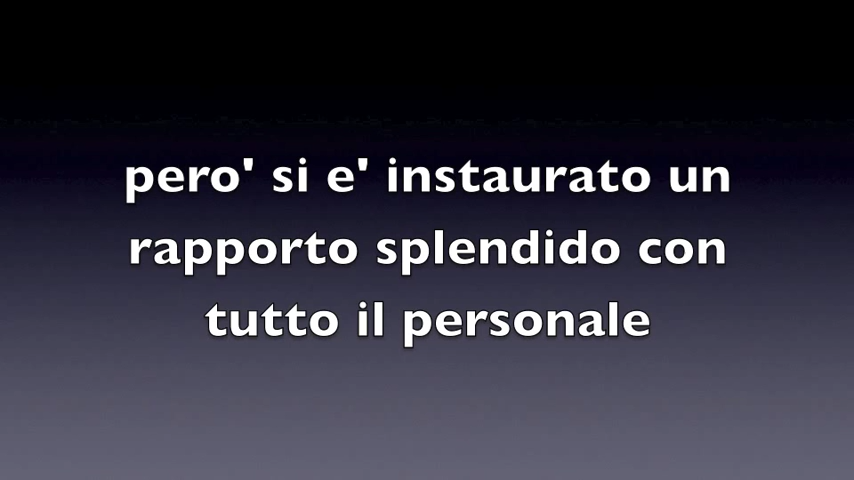 pero' si e' instaurato un
rapporto splendido con
tutto il personale